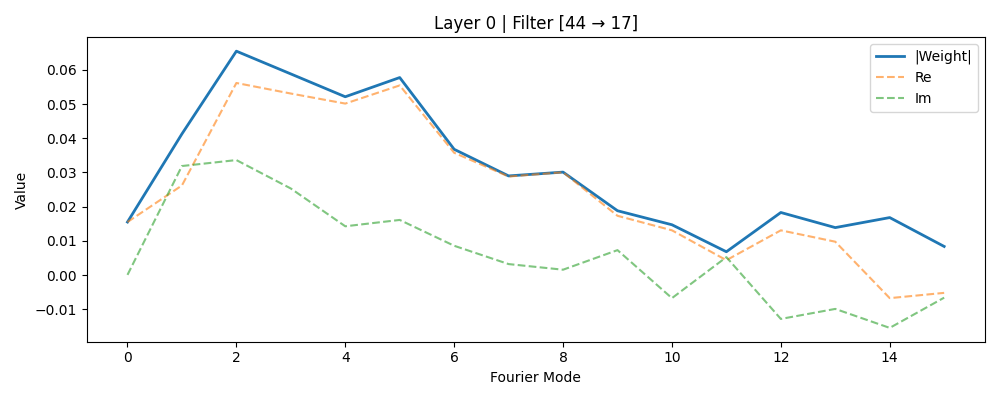 Layer 0 | Filter [44 → 17]
|Weight|
Re
Im
Value
0.06
0.05
0.04
0.03
0.02
0.01
0.00
−0.01
0 2 4 6 8 10 12 14
Fourier Mode